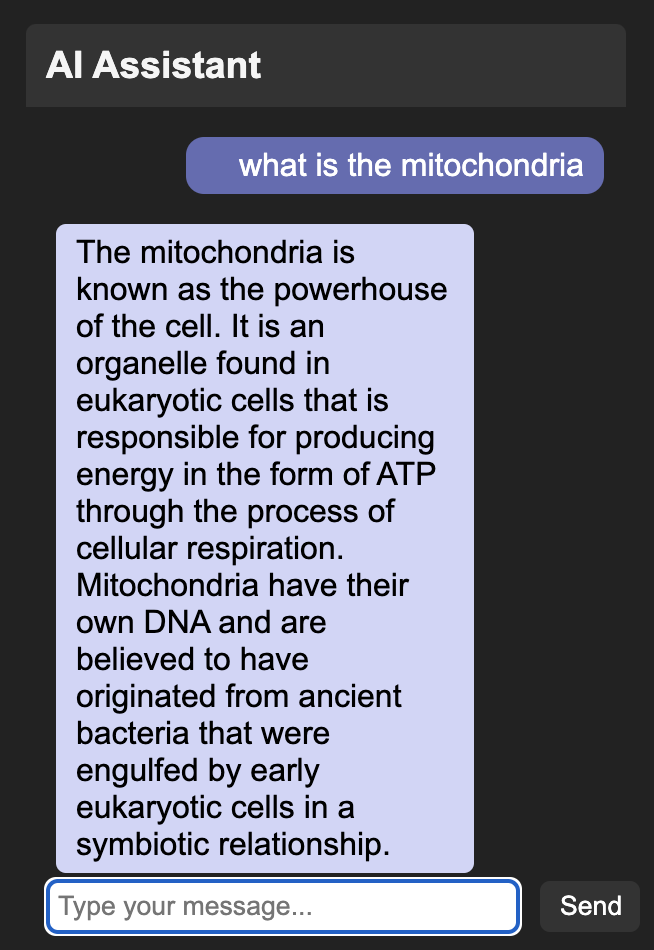 AI Assistant
what is the mitochondria
The mitochondria is
known as the powerhouse
of the cell. It is an
organelle found in
eukaryotic cells that is
responsible for producing
energy in the form of ATP
through the process of
cellular respiration.
Mitochondria have their
own DNA and are
believed to have
originated from ancient
bacteria that were
engulfed by early
eukaryotic cells in a
symbiotic relationship.
Type your message...
Send